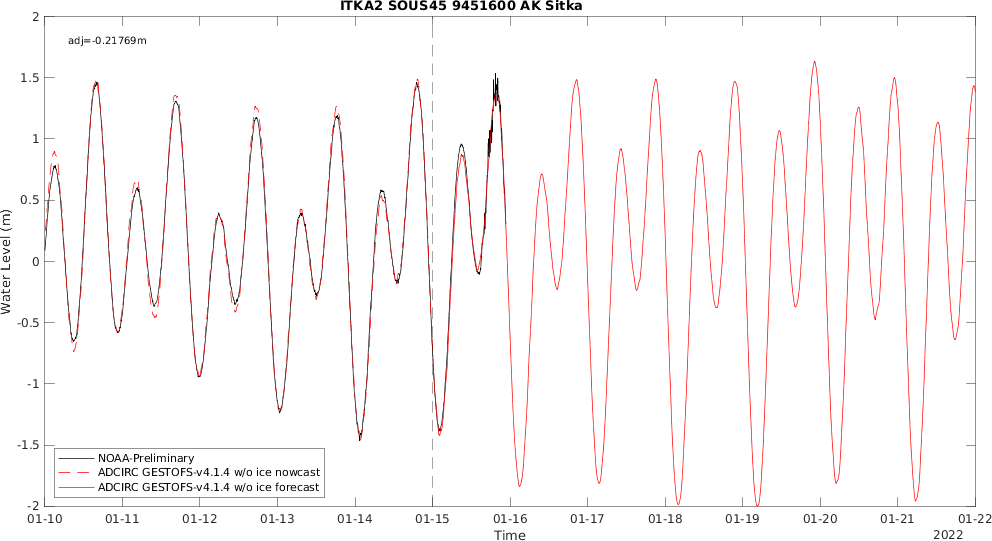 ITKA2 SOUS45 9451600 AK Sitka
adj=-0.21769m
Water Level (m)
2
1.5
1
0.5
0
-0.5
-1
-1.5
-2
NOAA-Preliminary
ADCIRC GESTOFS-v4.1.4 w/o ice nowcast
ADCIRC GESTOFS-v4.1.4 w/o ice forecast
01-10 01-11 01-12 01-13 01-14 01-15 01-16 01-17 01-18 01-19 01-20 01-21 01-22
Time
2022